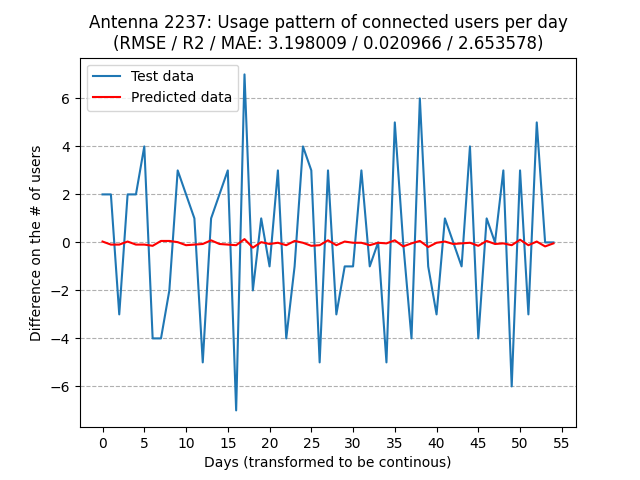 Antenna 2237: Usage pattern of connected users per day
(RMSE / R2 / MAE: 3.198009 / 0.020966 / 2.653578)
Test data
Predicted data
Difference on the # of users
6
4
2
0
−2
−4
−6
0 5 10 15 20 25 30 35 40 45 50 55
Days (transformed to be continous)